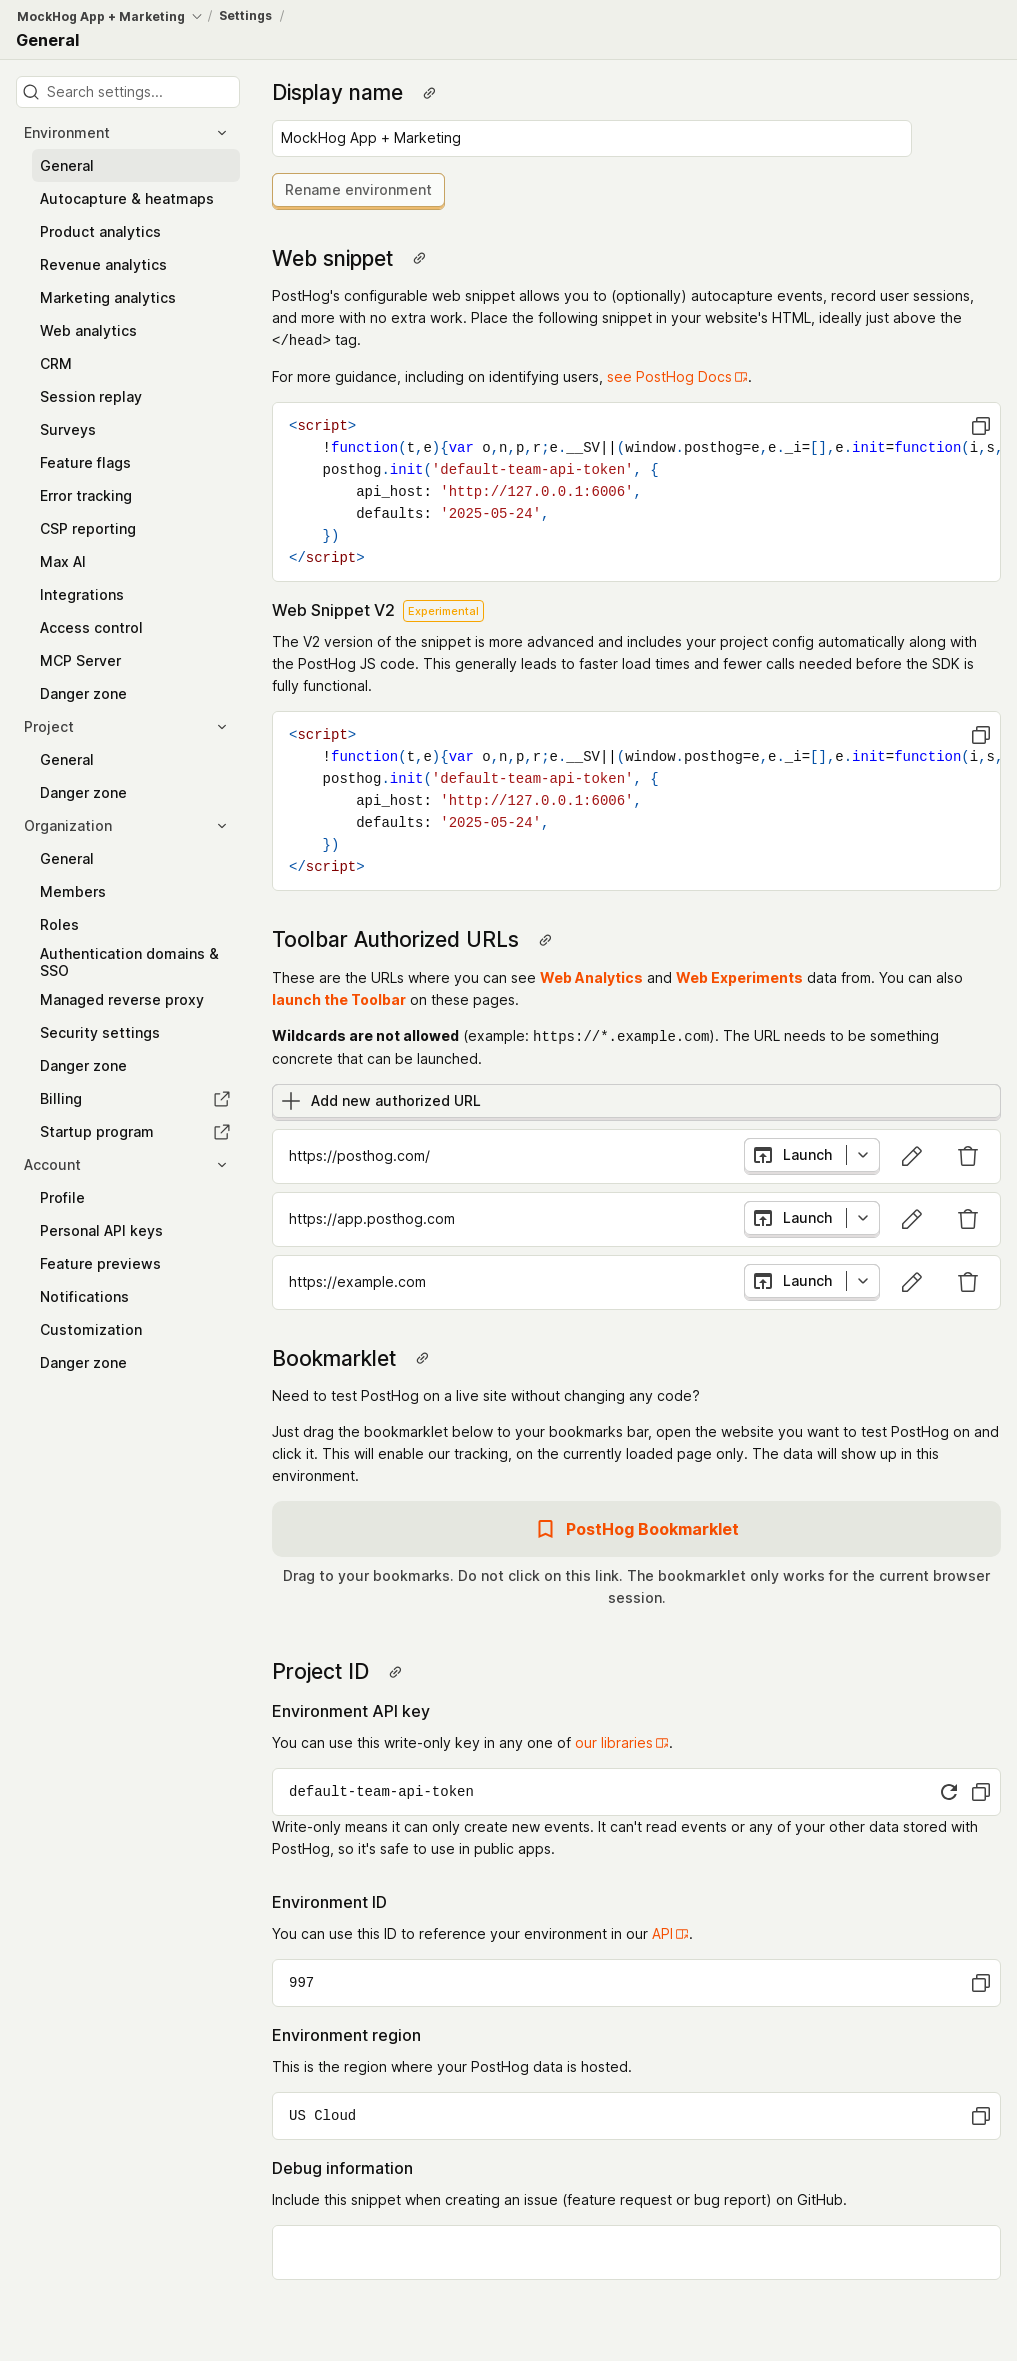 MockHog App + Marketing / Settings /
General
Search settings...
Environment
General
Autocapture & heatmaps
Product analytics
Revenue analytics
Marketing analytics
Web analytics
CRM
Session replay
Surveys
Feature flags
Error tracking
CSP reporting
Max AI
Integrations
Access control
MCP Server
Danger zone
Project
General
Danger zone
Organization
General
Members
Roles
Authentication domains &
SSO
Managed reverse proxy
Security settings
Danger zone
Billing
Startup program
Account
Profile
Personal API keys
Feature previews
Notifications
Customization
Danger zone
Display name
MockHog App + Marketing
Rename environment
Web snippet
PostHog's configurable web snippet allows you to (optionally) autocapture events, record user sessions,
and more with no extra work. Place the following snippet in your website's HTML, ideally just above the
</head> tag.
For more guidance, including on identifying users, see PostHog Docs.
<script>
    !function(t,e){var o,n,p,r;e.__SV||(window.posthog=e,e._i=[],e.init=function(i,s,
    posthog.init('default-team-api-token', {
        api_host: 'http://127.0.0.1:6006',
        defaults: '2025-05-24',
    })
</script>
Web Snippet V2 Experimental
The V2 version of the snippet is more advanced and includes your project config automatically along with
the PostHog JS code. This generally leads to faster load times and fewer calls needed before the SDK is
fully functional.
<script>
    !function(t,e){var o,n,p,r;e.__SV||(window.posthog=e,e._i=[],e.init=function(i,s,
    posthog.init('default-team-api-token', {
        api_host: 'http://127.0.0.1:6006',
        defaults: '2025-05-24',
    })
</script>
Toolbar Authorized URLs
These are the URLs where you can see Web Analytics and Web Experiments data from. You can also
launch the Toolbar on these pages.
Wildcards are not allowed (example: https://*.example.com). The URL needs to be something
concrete that can be launched.
Add new authorized URL
https://posthog.com/ Launch
https://app.posthog.com Launch
https://example.com Launch
Bookmarklet
Need to test PostHog on a live site without changing any code?
Just drag the bookmarklet below to your bookmarks bar, open the website you want to test PostHog on and
click it. This will enable our tracking, on the currently loaded page only. The data will show up in this
environment.
PostHog Bookmarklet
Drag to your bookmarks. Do not click on this link. The bookmarklet only works for the current browser
session.
Project ID
Environment API key
You can use this write-only key in any one of our libraries.
default-team-api-token
Write-only means it can only create new events. It can't read events or any of your other data stored with
PostHog, so it's safe to use in public apps.
Environment ID
You can use this ID to reference your environment in our API.
997
Environment region
This is the region where your PostHog data is hosted.
US Cloud
Debug information
Include this snippet when creating an issue (feature request or bug report) on GitHub.